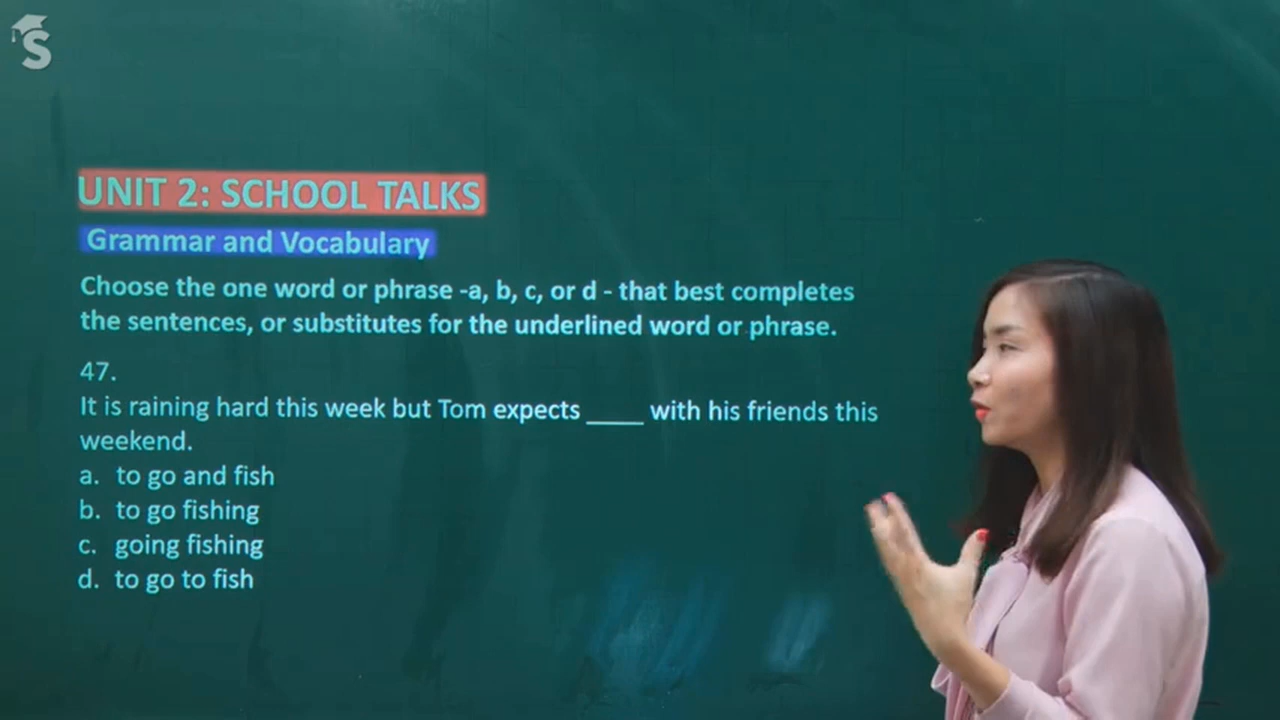 S
UNIT 2: SCHOOL TALKS
Grammar and Vocabulary
Choose the one word or phrase -a, b, c, or d - that best completes
the sentences, or substitutes for the underlined word or phrase.
47.
It is raining hard this week but Tom expects ____ with his friends this
weekend.
a. to go and fish
b. to go fishing
c. going fishing
d. to go to fish